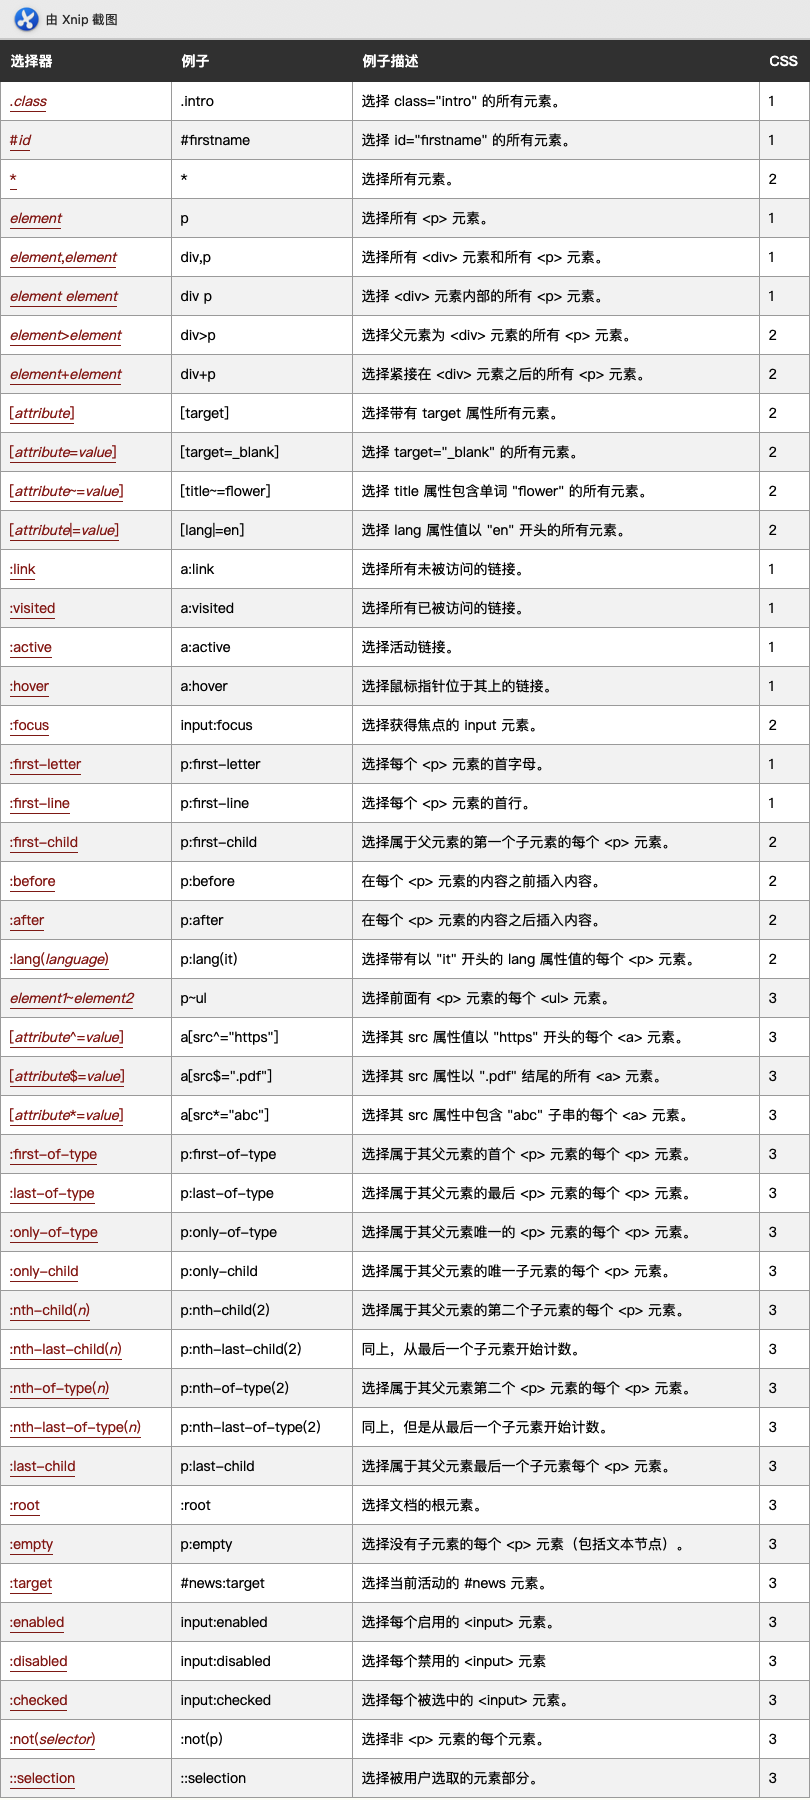 由 Xnip 截图
选择器 例子 例子描述 CSS
.class .intro 选择 class="intro" 的所有元素。 1
#id #firstname 选择 id="firstname" 的所有元素。 1
* * 选择所有元素。 2
element p 选择所有 <p> 元素。 1
element,element div,p 选择所有 <div> 元素和所有 <p> 元素。 1
element element div p 选择 <div> 元素内部的所有 <p> 元素。 1
element>element div>p 选择父元素为 <div> 元素的所有 <p> 元素。 2
element+element div+p 选择紧接在 <div> 元素之后的所有 <p> 元素。 2
[attribute] [target] 选择带有 target 属性所有元素。 2
[attribute=value] [target=_blank] 选择 target="_blank" 的所有元素。 2
[attribute~=value] [title~=flower] 选择 title 属性包含单词 "flower" 的所有元素。 2
[attribute|=value] [lang|=en] 选择 lang 属性值以 "en" 开头的所有元素。 2
:link a:link 选择所有未被访问的链接。 1
:visited a:visited 选择所有已被访问的链接。 1
:active a:active 选择活动链接。 1
:hover a:hover 选择鼠标指针位于其上的链接。 1
:focus input:focus 选择获得焦点的 input 元素。 2
:first-letter p:first-letter 选择每个 <p> 元素的首字母。 1
:first-line p:first-line 选择每个 <p> 元素的首行。 1
:first-child p:first-child 选择属于父元素的第一个子元素的每个 <p> 元素。 2
:before p:before 在每个 <p> 元素的内容之前插入内容。 2
:after p:after 在每个 <p> 元素的内容之后插入内容。 2
:lang(language) p:lang(it) 选择带有以 "it" 开头的 lang 属性值的每个 <p> 元素。 2
element1~element2 p~ul 选择前面有 <p> 元素的每个 <ul> 元素。 3
[attribute^=value] a[src^="https"] 选择其 src 属性值以 "https" 开头的每个 <a> 元素。 3
[attribute$=value] a[src$=".pdf"] 选择其 src 属性以 ".pdf" 结尾的所有 <a> 元素。 3
[attribute*=value] a[src*="abc"] 选择其 src 属性中包含 "abc" 子串的每个 <a> 元素。 3
:first-of-type p:first-of-type 选择属于其父元素的首个 <p> 元素的每个 <p> 元素。 3
:last-of-type p:last-of-type 选择属于其父元素的最后 <p> 元素的每个 <p> 元素。 3
:only-of-type p:only-of-type 选择属于其父元素唯一的 <p> 元素的每个 <p> 元素。 3
:only-child p:only-child 选择属于其父元素的唯一子元素的每个 <p> 元素。 3
:nth-child(n) p:nth-child(2) 选择属于其父元素的第二个子元素的每个 <p> 元素。 3
:nth-last-child(n) p:nth-last-child(2) 同上，从最后一个子元素开始计数。 3
:nth-of-type(n) p:nth-of-type(2) 选择属于其父元素第二个 <p> 元素的每个 <p> 元素。 3
:nth-last-of-type(n) p:nth-last-of-type(2) 同上，但是从最后一个子元素开始计数。 3
:last-child p:last-child 选择属于其父元素最后一个子元素每个 <p> 元素。 3
:root :root 选择文档的根元素。 3
:empty p:empty 选择没有子元素的每个 <p> 元素（包括文本节点）。 3
:target #news:target 选择当前活动的 #news 元素。 3
:enabled input:enabled 选择每个启用的 <input> 元素。 3
:disabled input:disabled 选择每个禁用的 <input> 元素 3
:checked input:checked 选择每个被选中的 <input> 元素。 3
:not(selector) :not(p) 选择非 <p> 元素的每个元素。 3
::selection ::selection 选择被用户选取的元素部分。 3